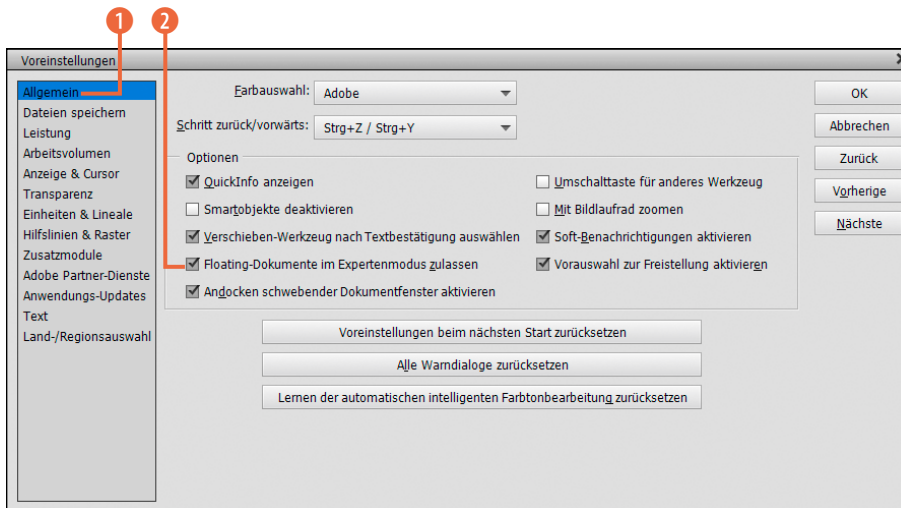 1 2
Voreinstellungen
Allgemein
Dateien speichern
Leistung
Arbeitsvolumen
Anzeige & Cursor
Transparenz
Einheiten & Lineale
Hilfslinien & Raster
Zusatzmodule
Adobe Partner-Dienste
Anwendungs-Updates
Text
Land-/Regionsauswahl
Farbauswahl: Adobe
Schritt zurück/vorwärts: Strg+Z / Strg+Y
Optionen
QuickInfo anzeigen
Smartobjekte deaktivieren
Verschieben-Werkzeug nach Textbestätigung auswählen
Floating-Dokumente im Expertenmodus zulassen
Andocken schwebender Dokumentfenster aktivieren
Umschalttaste für anderes Werkzeug
Mit Bildlaufrad zoomen
Soft-Benachrichtigungen aktivieren
Vorauswahl zur Freistellung aktivieren
Voreinstellungen beim nächsten Start zurücksetzen
Alle Warndialoge zurücksetzen
Lernen der automatischen intelligenten Farbtonbearbeitung zurücksetzen
OK
Abbrechen
Zurück
Vorherige
Nächste